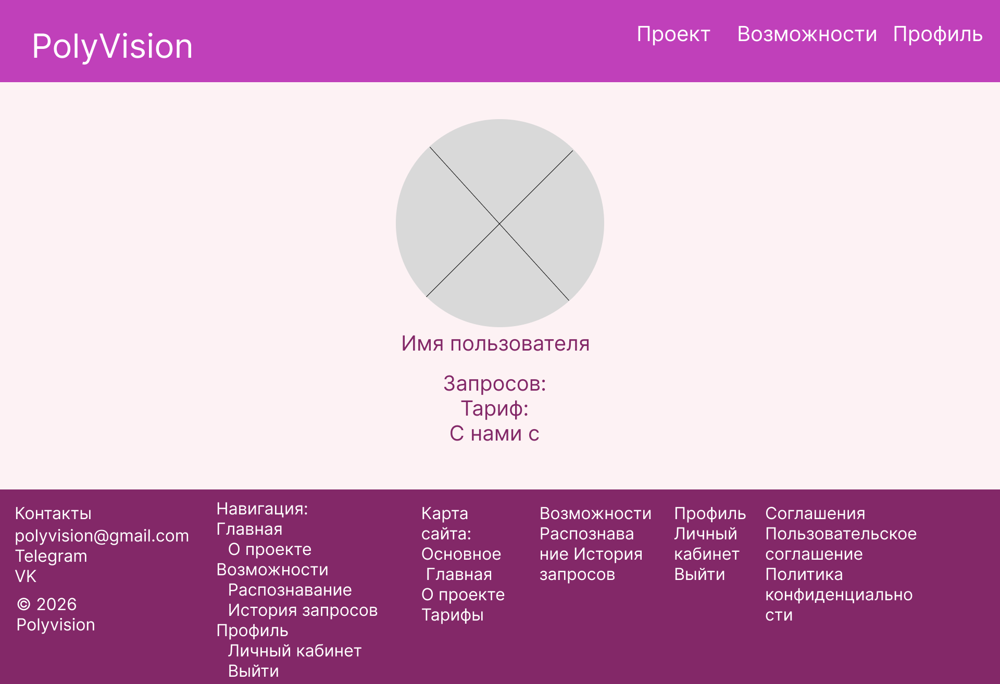 PolyVision
Проект
Возможности
Профиль
Имя пользователя
Запросов:
Тариф:
С нами с
Контакты
polyvision@gmail.com
Telegram
VK
© 2026
Polyvision
Навигация:
Главная
О проекте
Возможности
Распознавание
История запросов
Профиль
Личный кабинет
Выйти
Карта
сайта:
Основное
Главная
О проекте
Тарифы
Возможности
Распознава
ние История
запросов
Профиль
Личный
кабинет
Выйти
Соглашения
Пользовательское
соглашение
Политика
конфиденциально
сти